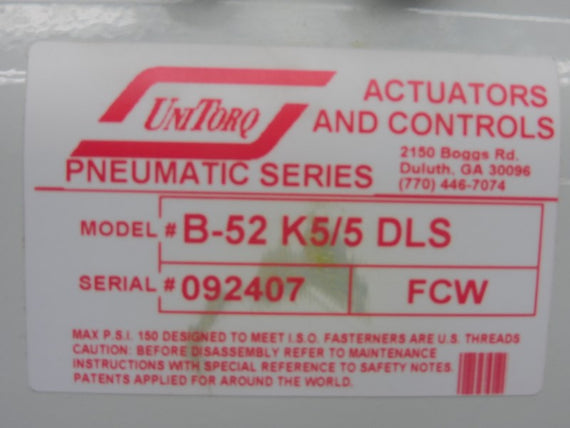 UNITORQ
ACTUATORS
AND CONTROLS
2150 Boggs Rd.
Duluth, GA 30096
(770) 446-7074
PNEUMATIC SERIES
MODEL # B-52 K5/5 DLS
SERIAL # 092407 FCW
MAX P.S.I. 150 DESIGNED TO MEET I.S.O. FASTERNERS ARE U.S. THREADS
CAUTION: BEFORE DISASSEMBLY REFER TO MAINTENANCE
INSTRUCTIONS WITH SPECIAL REFERENCE TO SAFETY NOTES.
PATENTS APPLIED FOR AROUND THE WORLD.